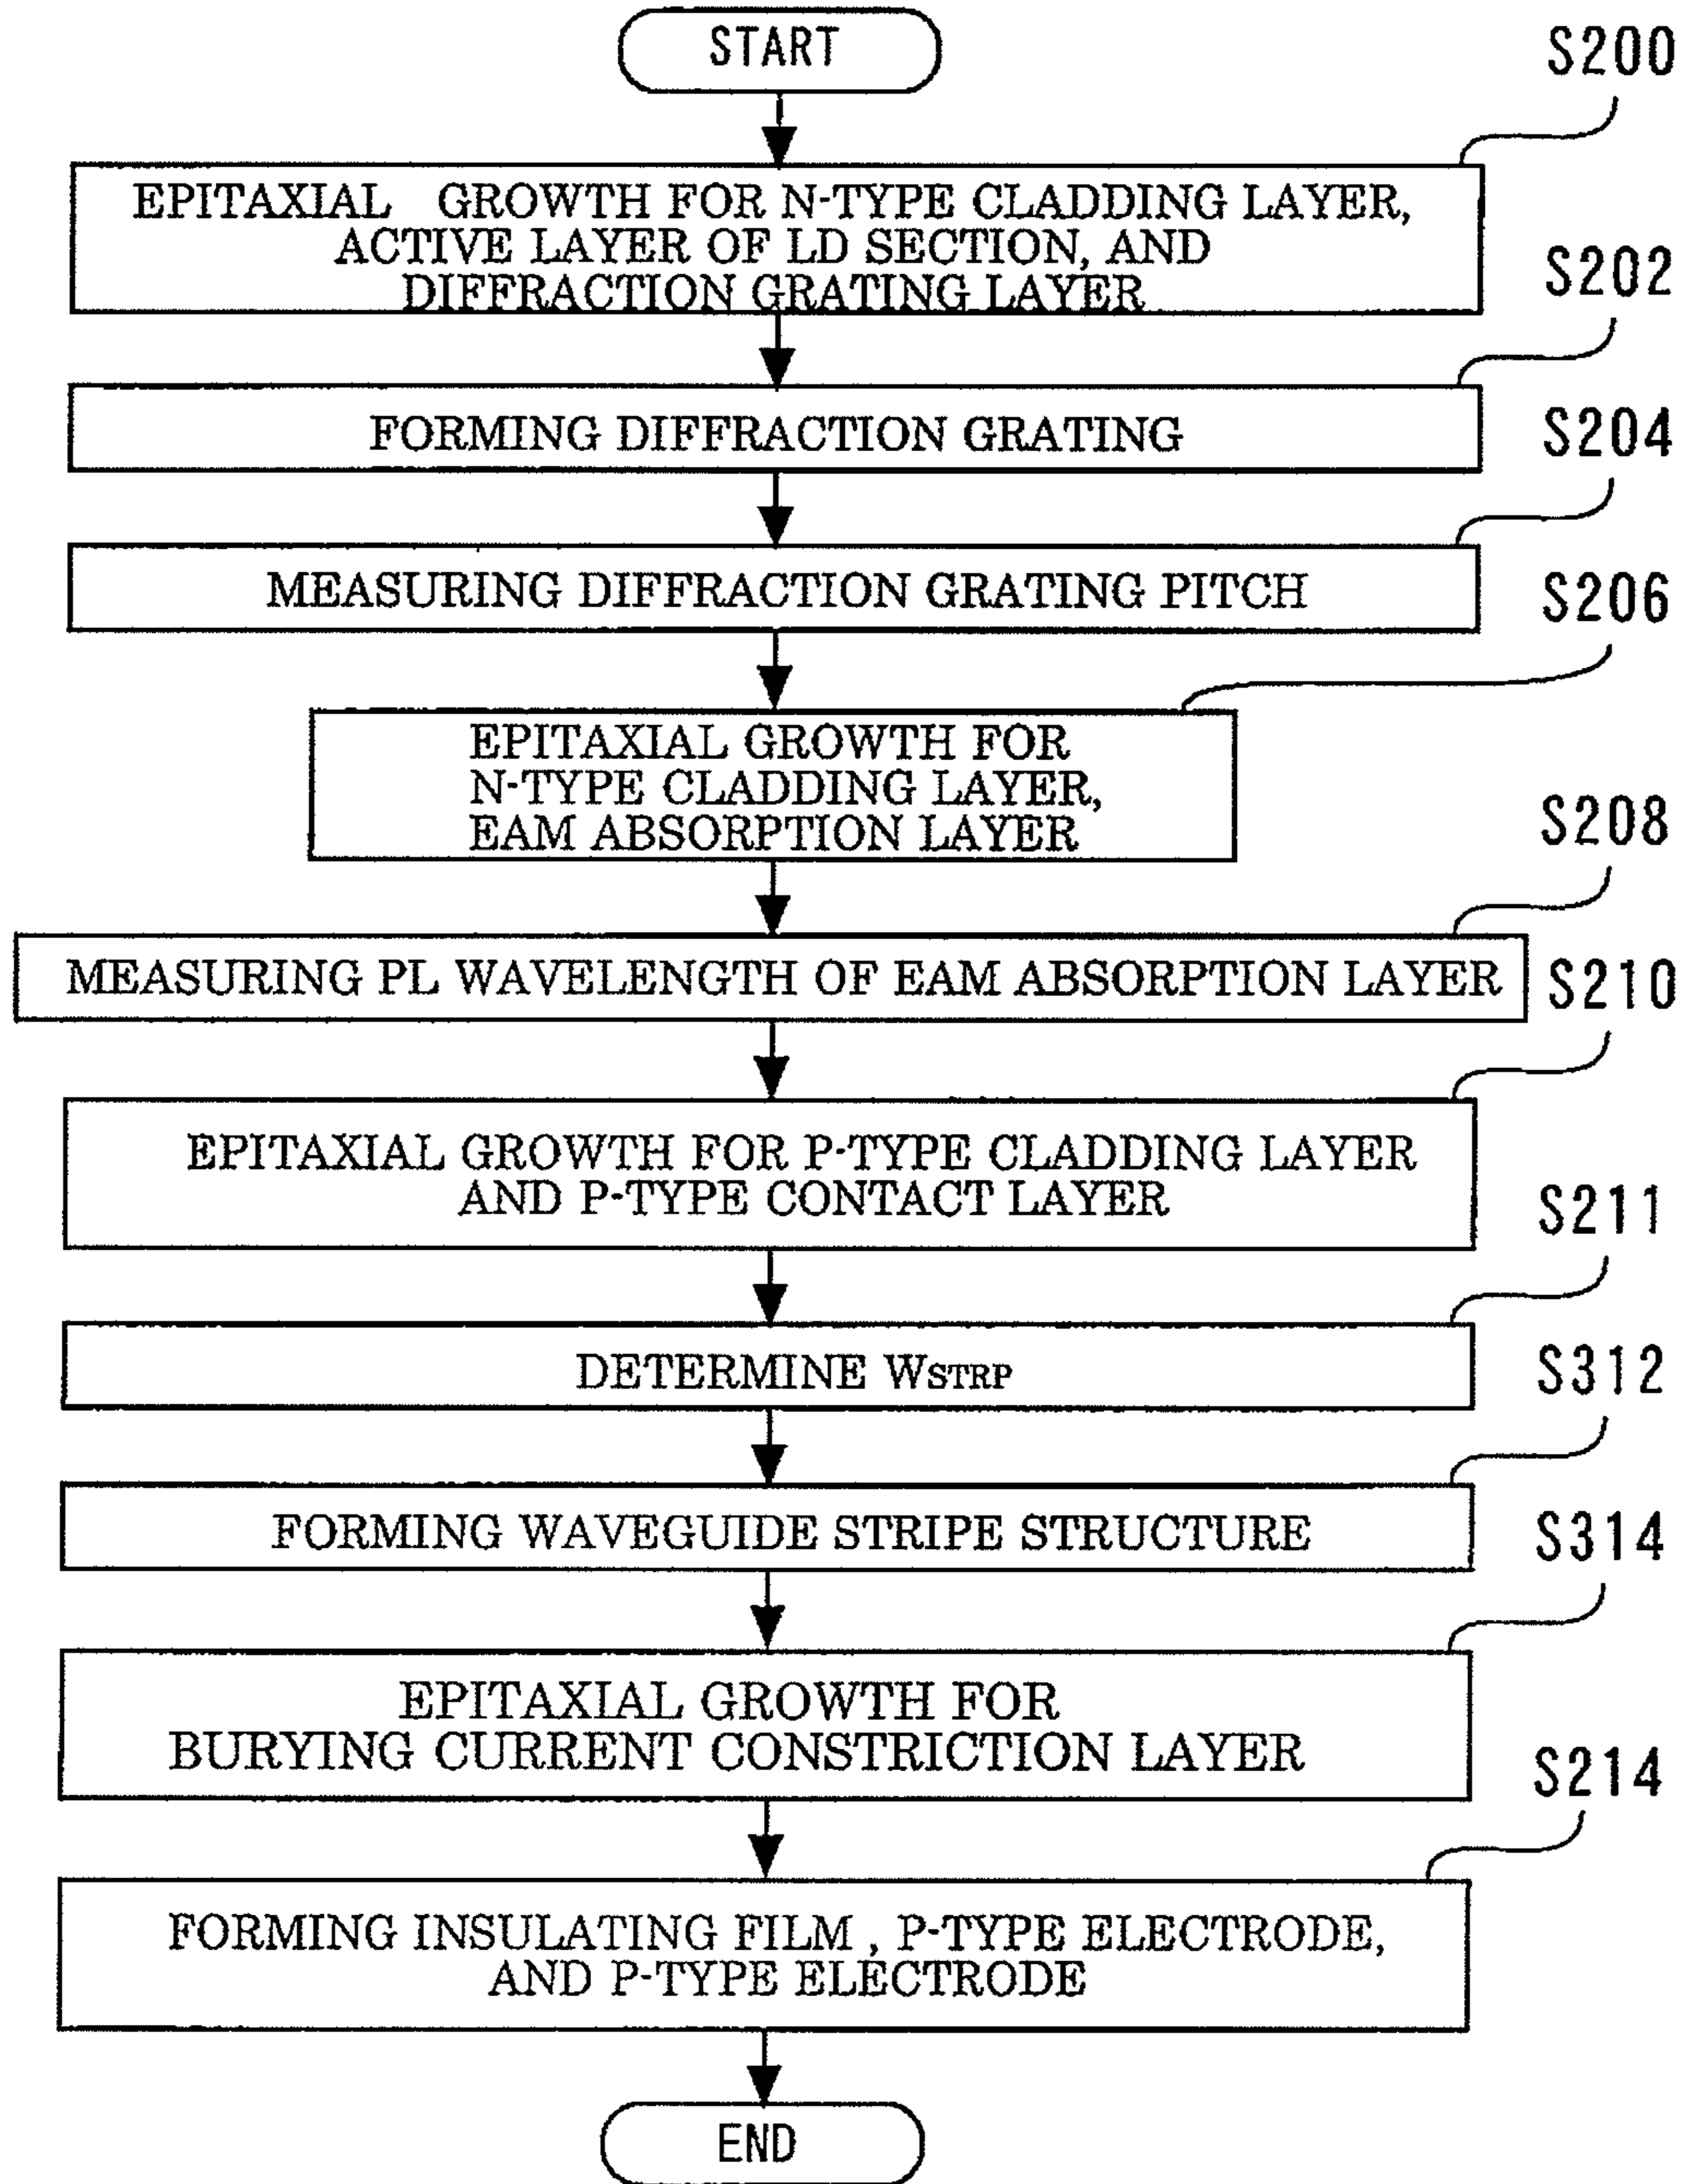 START
S200
EPITAXIAL GROWTH FOR N-TYPE CLADDING LAYER,
ACTIVE LAYER OF LD SECTION, AND
DIFFRACTION GRATING LAYER
S202
FORMING DIFFRACTION GRATING
S204
MEASURING DIFFRACTION GRATING PITCH
S206
EPITAXIAL GROWTH FOR
N-TYPE CLADDING LAYER,
EAM ABSORPTION LAYER
S208
MEASURING PL WAVELENGTH OF EAM ABSORPTION LAYER
S210
EPITAXIAL GROWTH FOR P-TYPE CLADDING LAYER
AND P-TYPE CONTACT LAYER
S211
DETERMINE WSTRP
S312
FORMING WAVEGUIDE STRIPE STRUCTURE
S314
EPITAXIAL GROWTH FOR
BURYING CURRENT CONSTRICTION LAYER
S214
FORMING INSULATING FILM , P-TYPE ELECTRODE,
AND P-TYPE ELECTRODE
END